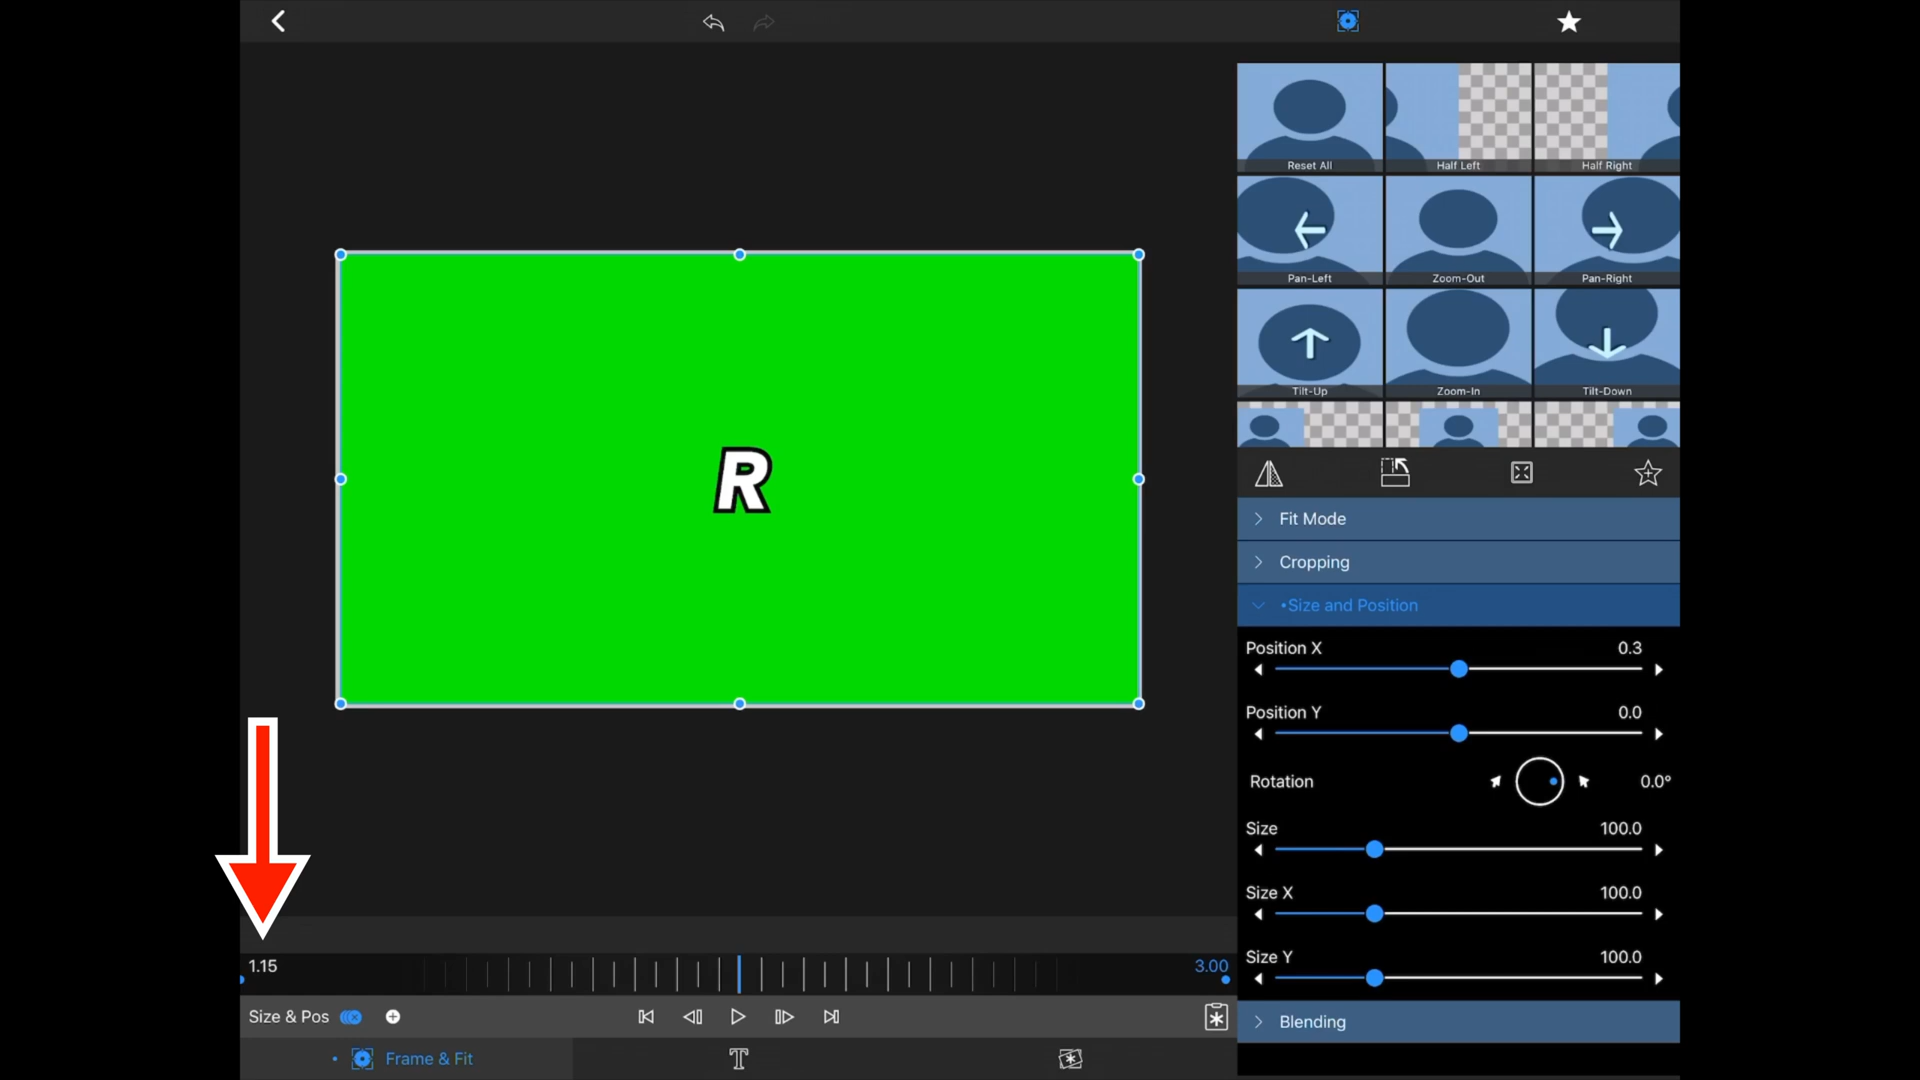 Reset All
Half Left
Half Right
Pan-Left
Zoom-Out
Pan-Right
Tilt-Up
Zoom-In
Tilt-Down
R
Fit Mode
Cropping
•Size and Position
Position X 0.3
Position Y 0.0
Rotation 0.0°
Size 100.0
Size X 100.0
Size Y 100.0
Blending
1.15
3.00
Size & Pos
Frame & Fit
T